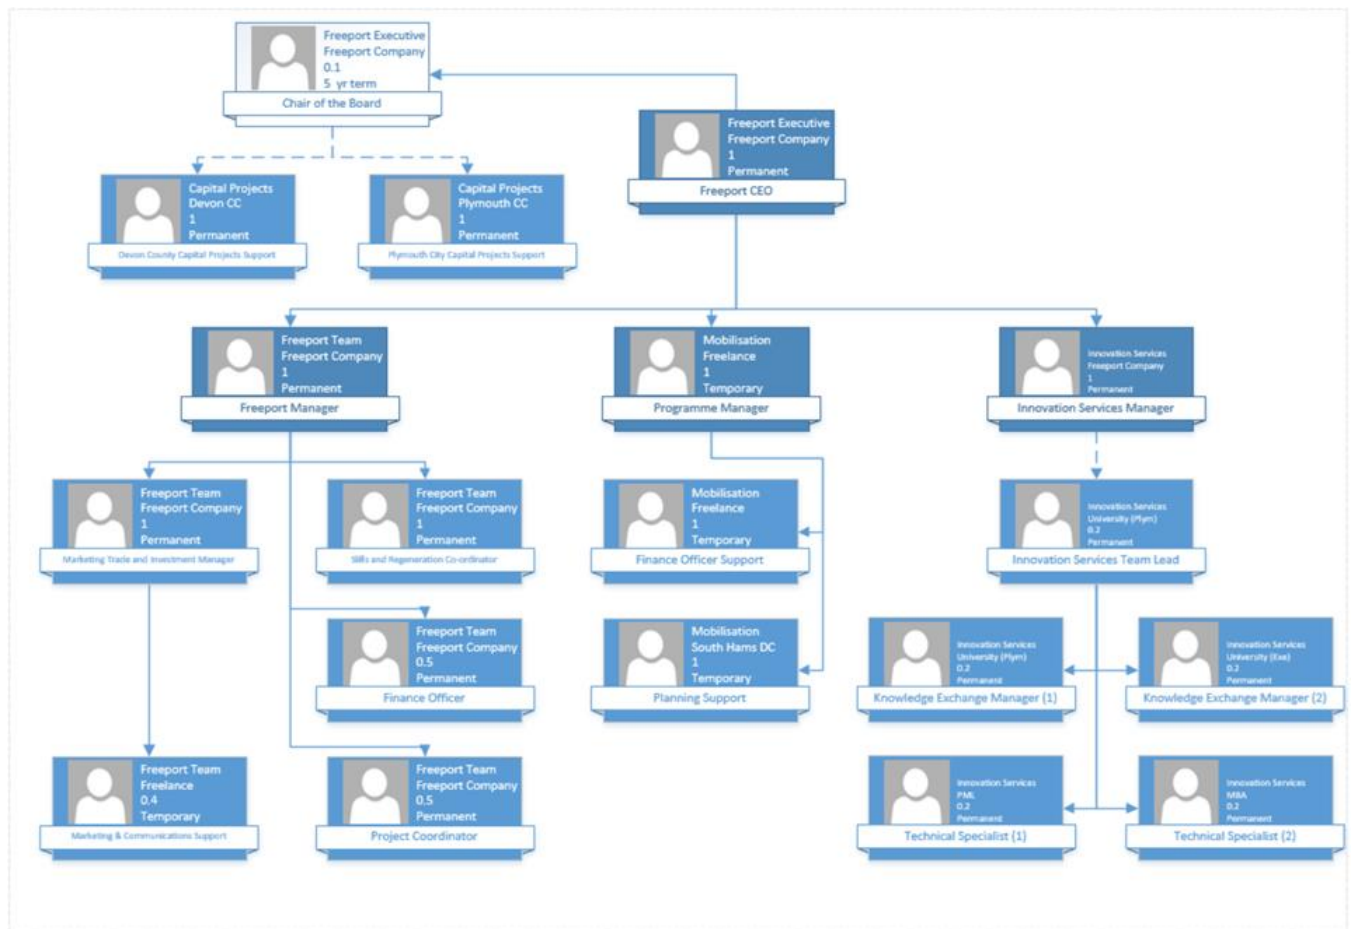 Freeport Executive
Freeport Company
0.1
5 yr term
Chair of the Board
Freeport Executive
Freeport Company
1
Permanent
Freeport CEO
Capital Projects
Devon CC
1
Permanent
Devon County Capital Projects Support
Capital Projects
Plymouth CC
1
Permanent
Plymouth City Capital Projects Support
Freeport Team
Freeport Company
1
Permanent
Freeport Manager
Mobilisation
Freelance
1
Temporary
Programme Manager
Innovation Services
Freeport Company
1
Permanent
Innovation Services Manager
Freeport Team
Freeport Company
1
Permanent
Marketing Trade and Investment Manager
Freeport Team
Freeport Company
1
Permanent
Skills and Regeneration Co-ordinator
Mobilisation
Freelance
1
Temporary
Finance Officer Support
Innovation Services
University (Plym)
0.2
Permanent
Innovation Services Team Lead
Freeport Team
Freeport Company
0.5
Permanent
Finance Officer
Mobilisation
South Hams DC
1
Temporary
Planning Support
Innovation Services
University (Plym)
0.2
Permanent
Knowledge Exchange Manager (1)
Innovation Services
University (Exe)
0.2
Permanent
Knowledge Exchange Manager (2)
Freeport Team
Freelance
0.4
Temporary
Marketing & Communications Support
Freeport Team
Freeport Company
0.5
Permanent
Project Coordinator
Innovation Services
PML
0.2
Permanent
Technical Specialist (1)
Innovation Services
MBA
0.2
Permanent
Technical Specialist (2)